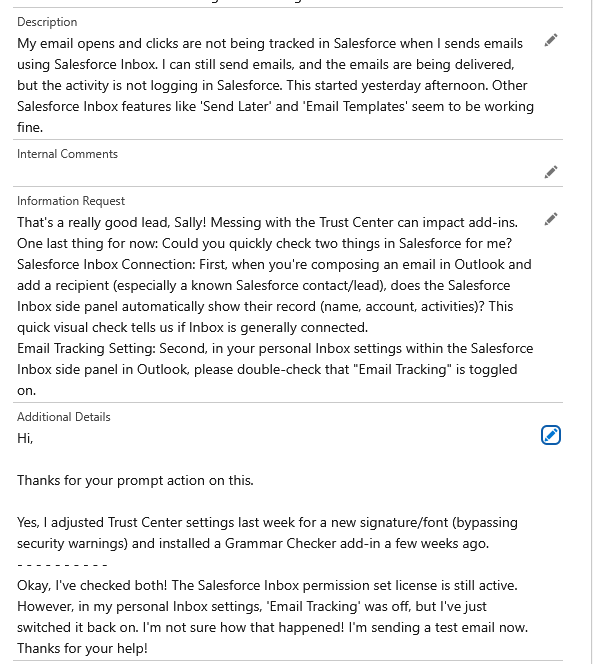 Description
My email opens and clicks are not being tracked in Salesforce when I sends emails
using Salesforce Inbox. I can still send emails, and the emails are being delivered,
but the activity is not logging in Salesforce. This started yesterday afternoon. Other
Salesforce Inbox features like 'Send Later' and 'Email Templates' seem to be working
fine.
Internal Comments
Information Request
That's a really good lead, Sally! Messing with the Trust Center can impact add-ins.
One last thing for now: Could you quickly check two things in Salesforce for me?
Salesforce Inbox Connection: First, when you're composing an email in Outlook and
add a recipient (especially a known Salesforce contact/lead), does the Salesforce
Inbox side panel automatically show their record (name, account, activities)? This
quick visual check tells us if Inbox is generally connected.
Email Tracking Setting: Second, in your personal Inbox settings within the Salesforce
Inbox side panel in Outlook, please double-check that "Email Tracking" is toggled
on.
Additional Details
Hi,
Thanks for your prompt action on this.
Yes, I adjusted Trust Center settings last week for a new signature/font (bypassing
security warnings) and installed a Grammar Checker add-in a few weeks ago.
- - - - - - - - - -
Okay, I've checked both! The Salesforce Inbox permission set license is still active.
However, in my personal Inbox settings, 'Email Tracking' was off, but I've just
switched it back on. I'm not sure how that happened! I'm sending a test email now.
Thanks for your help!